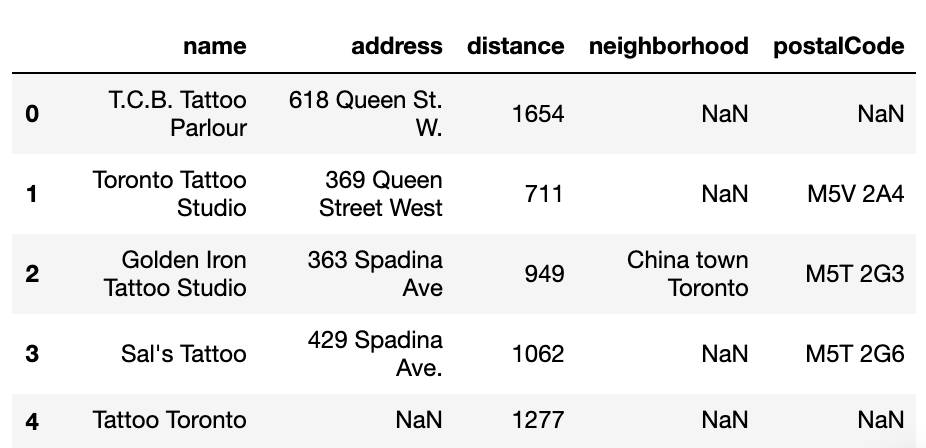 name address distance neighborhood postalCode
0 T.C.B. Tattoo Parlour 618 Queen St. W. 1654 NaN NaN
1 Toronto Tattoo Studio 369 Queen Street West 711 NaN M5V 2A4
2 Golden Iron Tattoo Studio 363 Spadina Ave 949 China town Toronto M5T 2G3
3 Sal's Tattoo 429 Spadina Ave. 1062 NaN M5T 2G6
4 Tattoo Toronto NaN 1277 NaN NaN